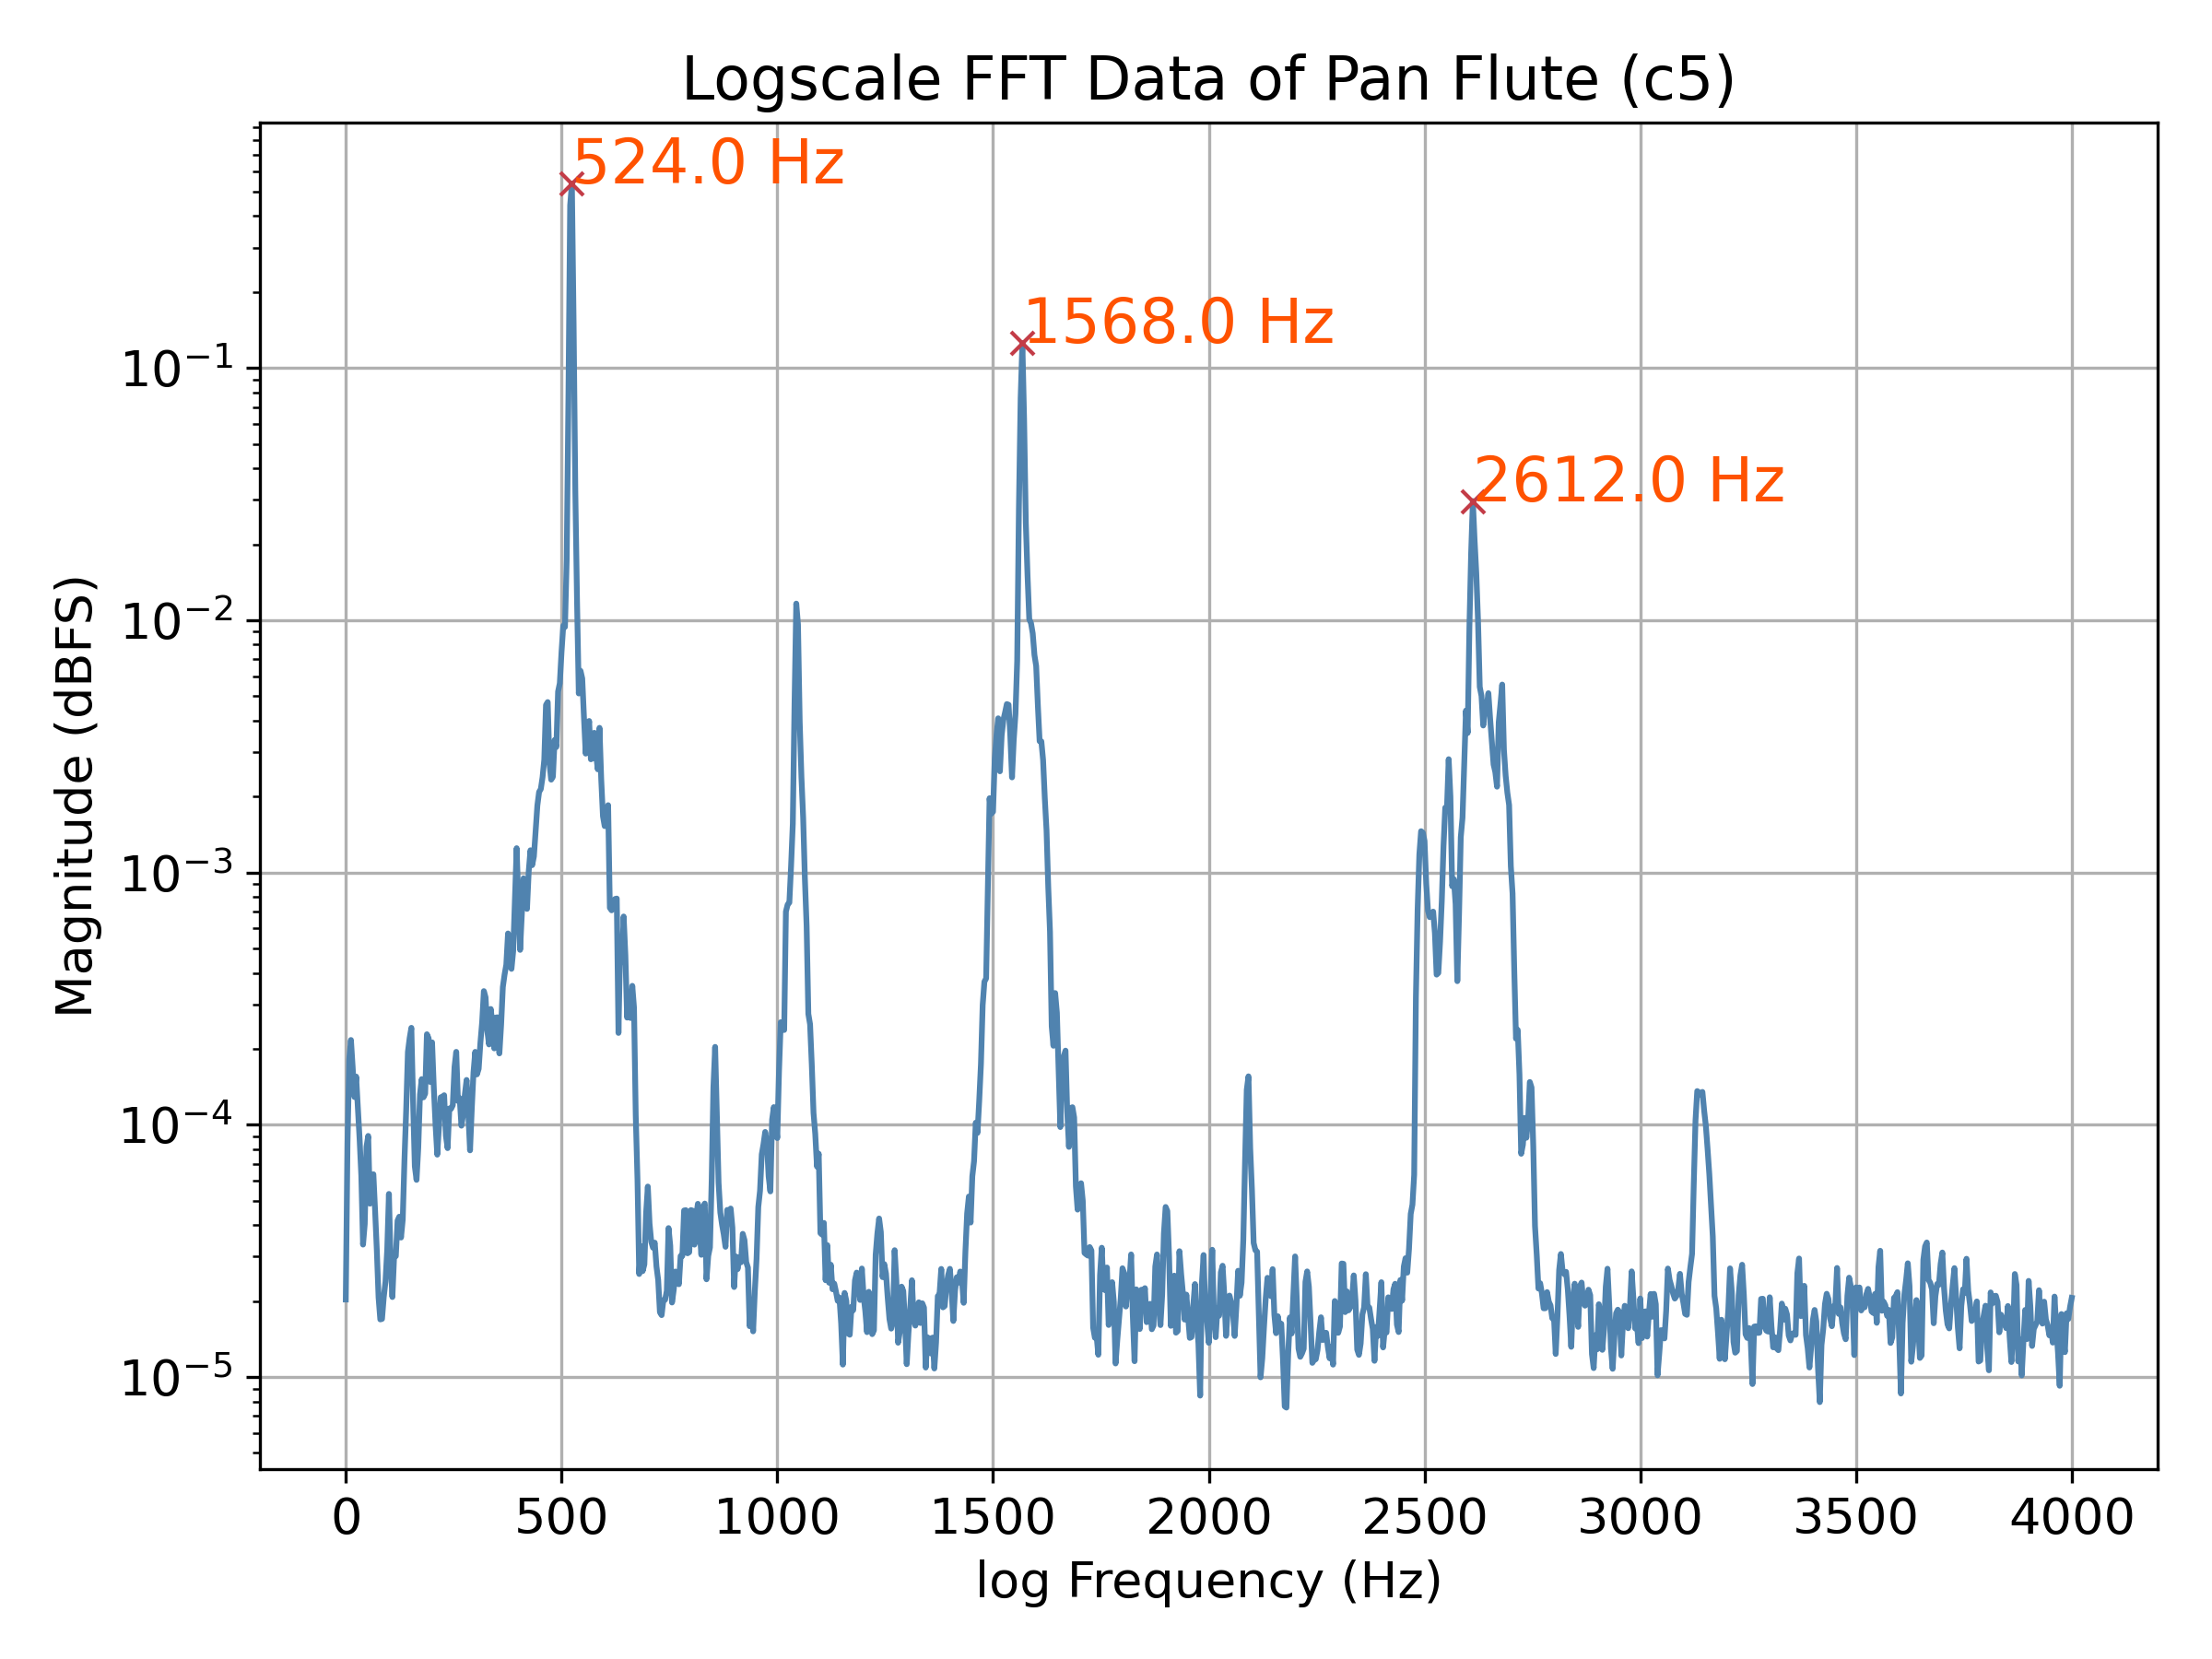 Logscale FFT Data of Pan Flute (c5)
524.0 Hz
1568.0 Hz
2612.0 Hz
Magnitude (dBFS)
10⁻¹
10⁻²
10⁻³
10⁻⁴
10⁻⁵
0 500 1000 1500 2000 2500 3000 3500 4000
log Frequency (Hz)